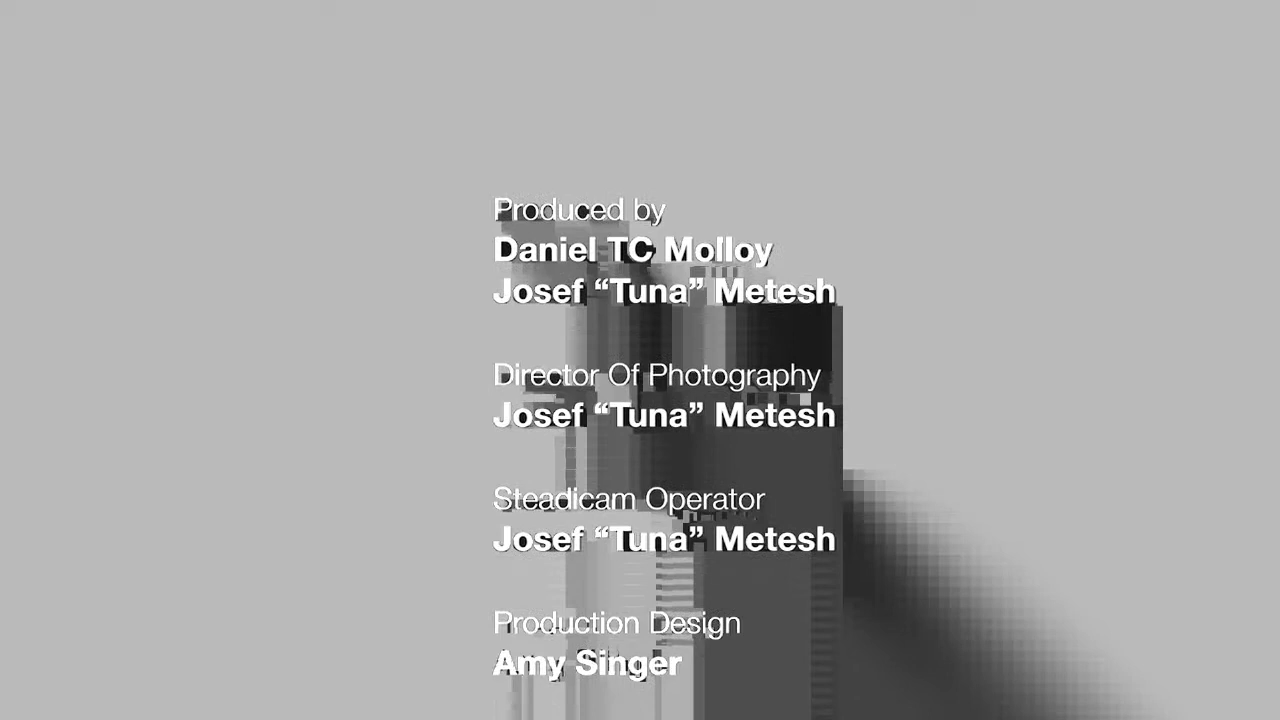 Produced by
Daniel TC Molloy
Josef “Tuna” Metesh
Director Of Photography
Josef “Tuna” Metesh
Steadicam Operator
Josef “Tuna” Metesh
Production Design
Amy Singer